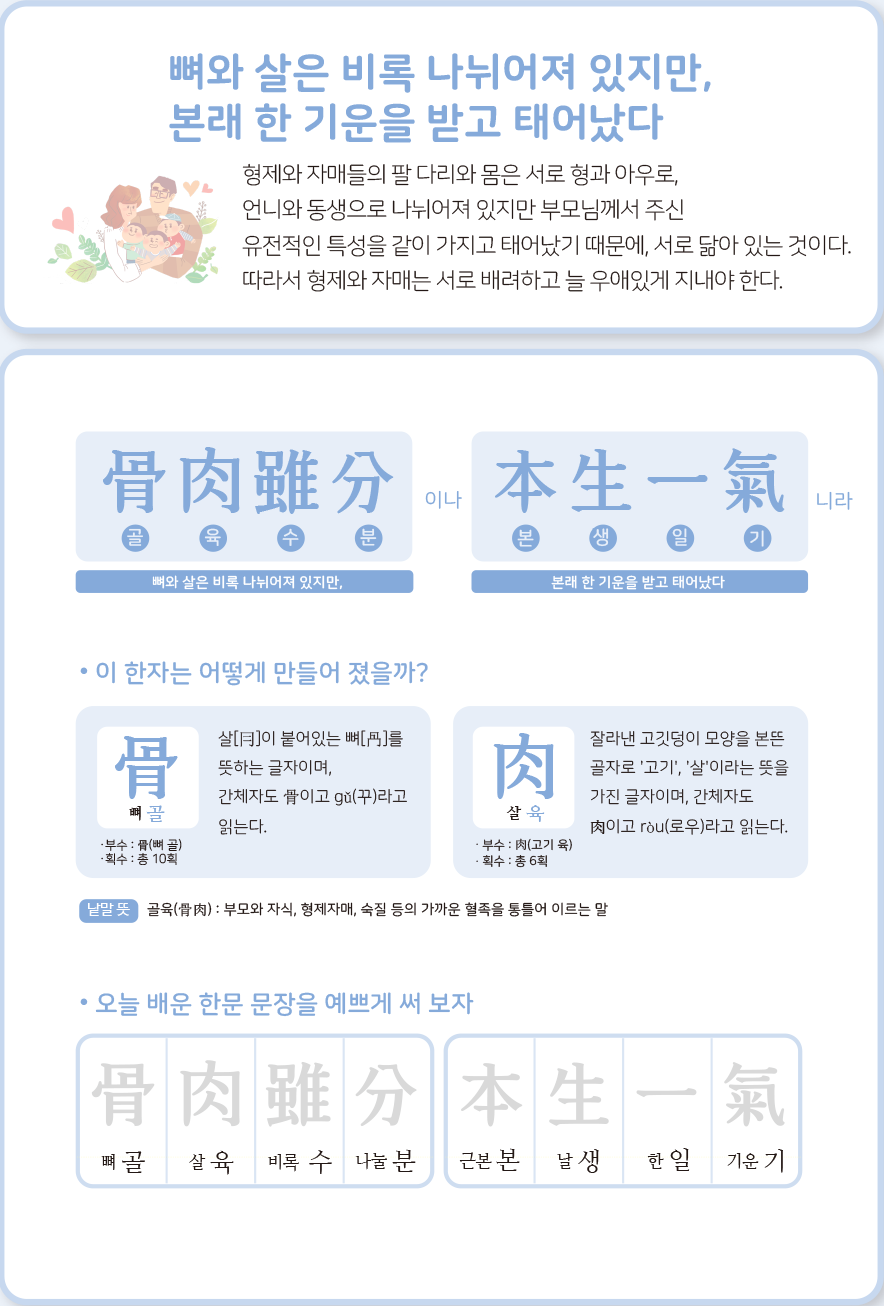 뼈와 살은 비록 나뉘어져 있지만,
본래 한 기운을 받고 태어났다
형제와 자매들의 팔 다리와 몸은 서로 형과 아우로,
언니와 동생으로 나뉘어져 있지만 부모님께서 주신
유전적인 특성을 같이 가지고 태어났기 때문에, 서로 닮아 있는 것이다.
따라서 형제와 자매는 서로 배려하고 늘 우애있게 지내야 한다.
骨肉雖分 이나 本生一氣 니라
골 육 수 분 본 생 일 기
뼈와 살은 비록 나뉘어져 있지만, 본래 한 기운을 받고 태어났다
• 이 한자는 어떻게 만들어 졌을까?
骨
뼈 골
·부수 : 骨(뼈 골)
·획수 : 총 10획
살[月]이 붙어있는 뼈[冎]를
뜻하는 글자이며,
간체자도 骨이고 gǔ(꾸)라고
읽는다.
肉
살 육
· 부수 : 肉(고기 육)
· 획수 : 총 6획
잘라낸 고깃덩이 모양을 본뜬
골자로 '고기', '살'이라는 뜻을
가진 글자이며, 간체자도
肉이고 ròu(로우)라고 읽는다.
낱말 뜻 골육(骨肉) : 부모와 자식, 형제자매, 숙질 등의 가까운 혈족을 통틀어 이르는 말
• 오늘 배운 한문 문장을 예쁘게 써 보자
骨 肉 雖 分 本 生 一 氣
뼈 골 살 육 비록 수 나눌 분 근본 본 날 생 한 일 기운 기